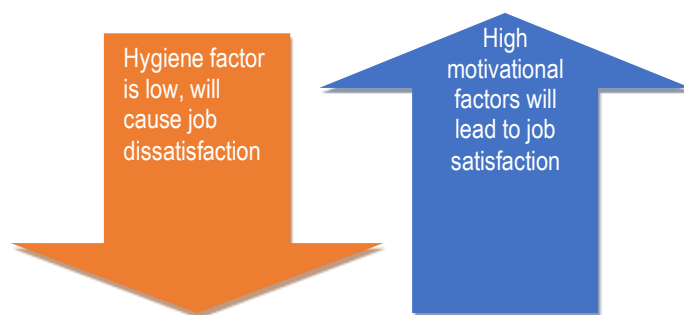 Hygiene factor
is low, will
cause job
dissatisfaction
High
motivational
factors will
lead to job
satisfaction